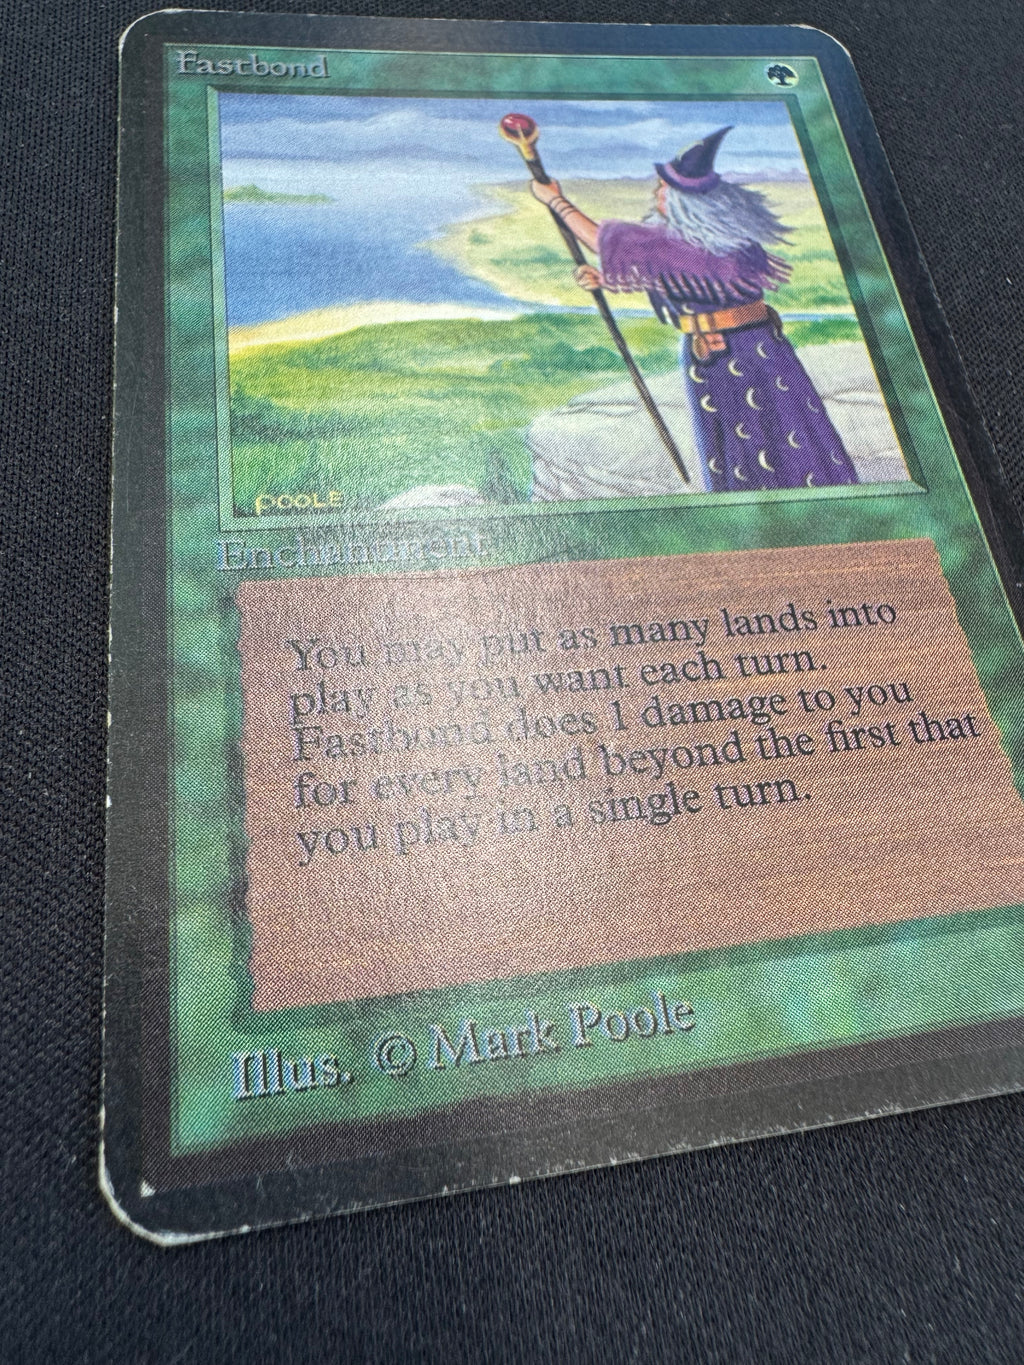 Fastbond
POOLE
Enchantment
You may put as many lands into
play as you want each turn.
Fastbond does 1 damage to you
for every land beyond the first that
you play in a single turn.
Illus. © Mark Poole